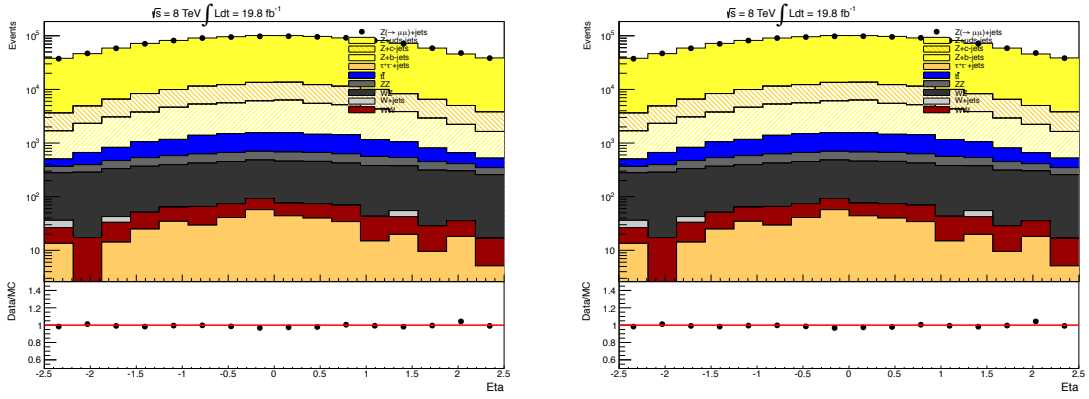 √s = 8 TeV ∫ Ldt = 19.8 fb⁻¹
Events
10⁵
10⁴
10³
10²
10
Z(→ μμ)+jets
Z+uds-jets
Z+c-jets
Z+b-jets
τ⁺τ⁻+jets
tt̄
ZZ
WZ
W+jets
WW
Data/MC
1.4
1.2
1
0.8
0.6
-2.5 -2 -1.5 -1 -0.5 0 0.5 1 1.5 2 2.5
Eta
√s = 8 TeV ∫ Ldt = 19.8 fb⁻¹
Events
10⁵
10⁴
10³
10²
10
Z(→ μμ)+jets
Z+uds-jets
Z+c-jets
Z+b-jets
τ⁺τ⁻+jets
tt̄
ZZ
WZ
W+jets
WW
Data/MC
1.4
1.2
1
0.8
0.6
-2.5 -2 -1.5 -1 -0.5 0 0.5 1 1.5 2 2.5
Eta